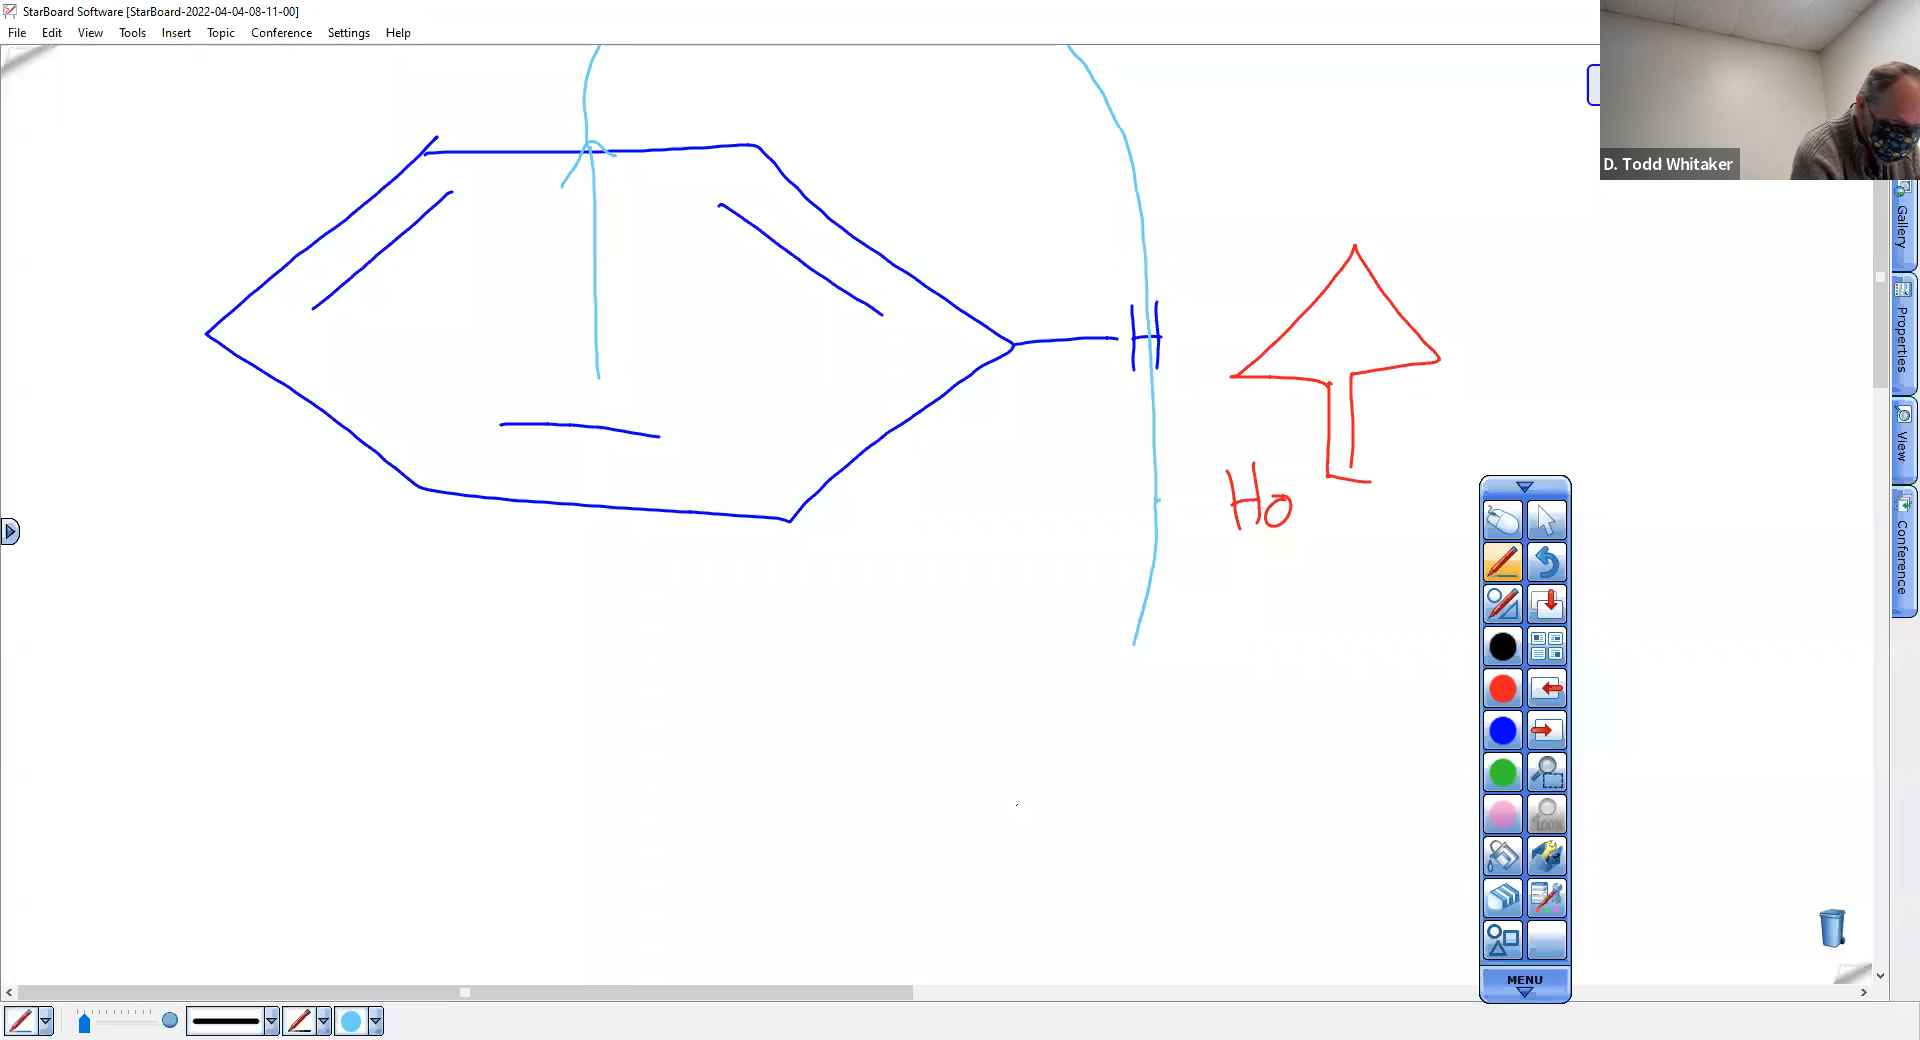 StarBoard Software [StarBoard-2022-04-04-08-11-00]
File Edit View Tools Insert Topic Conference Settings Help
D. Todd Whitaker
Gallery
Properties
View
Conference
H
Ho
100%
MENU